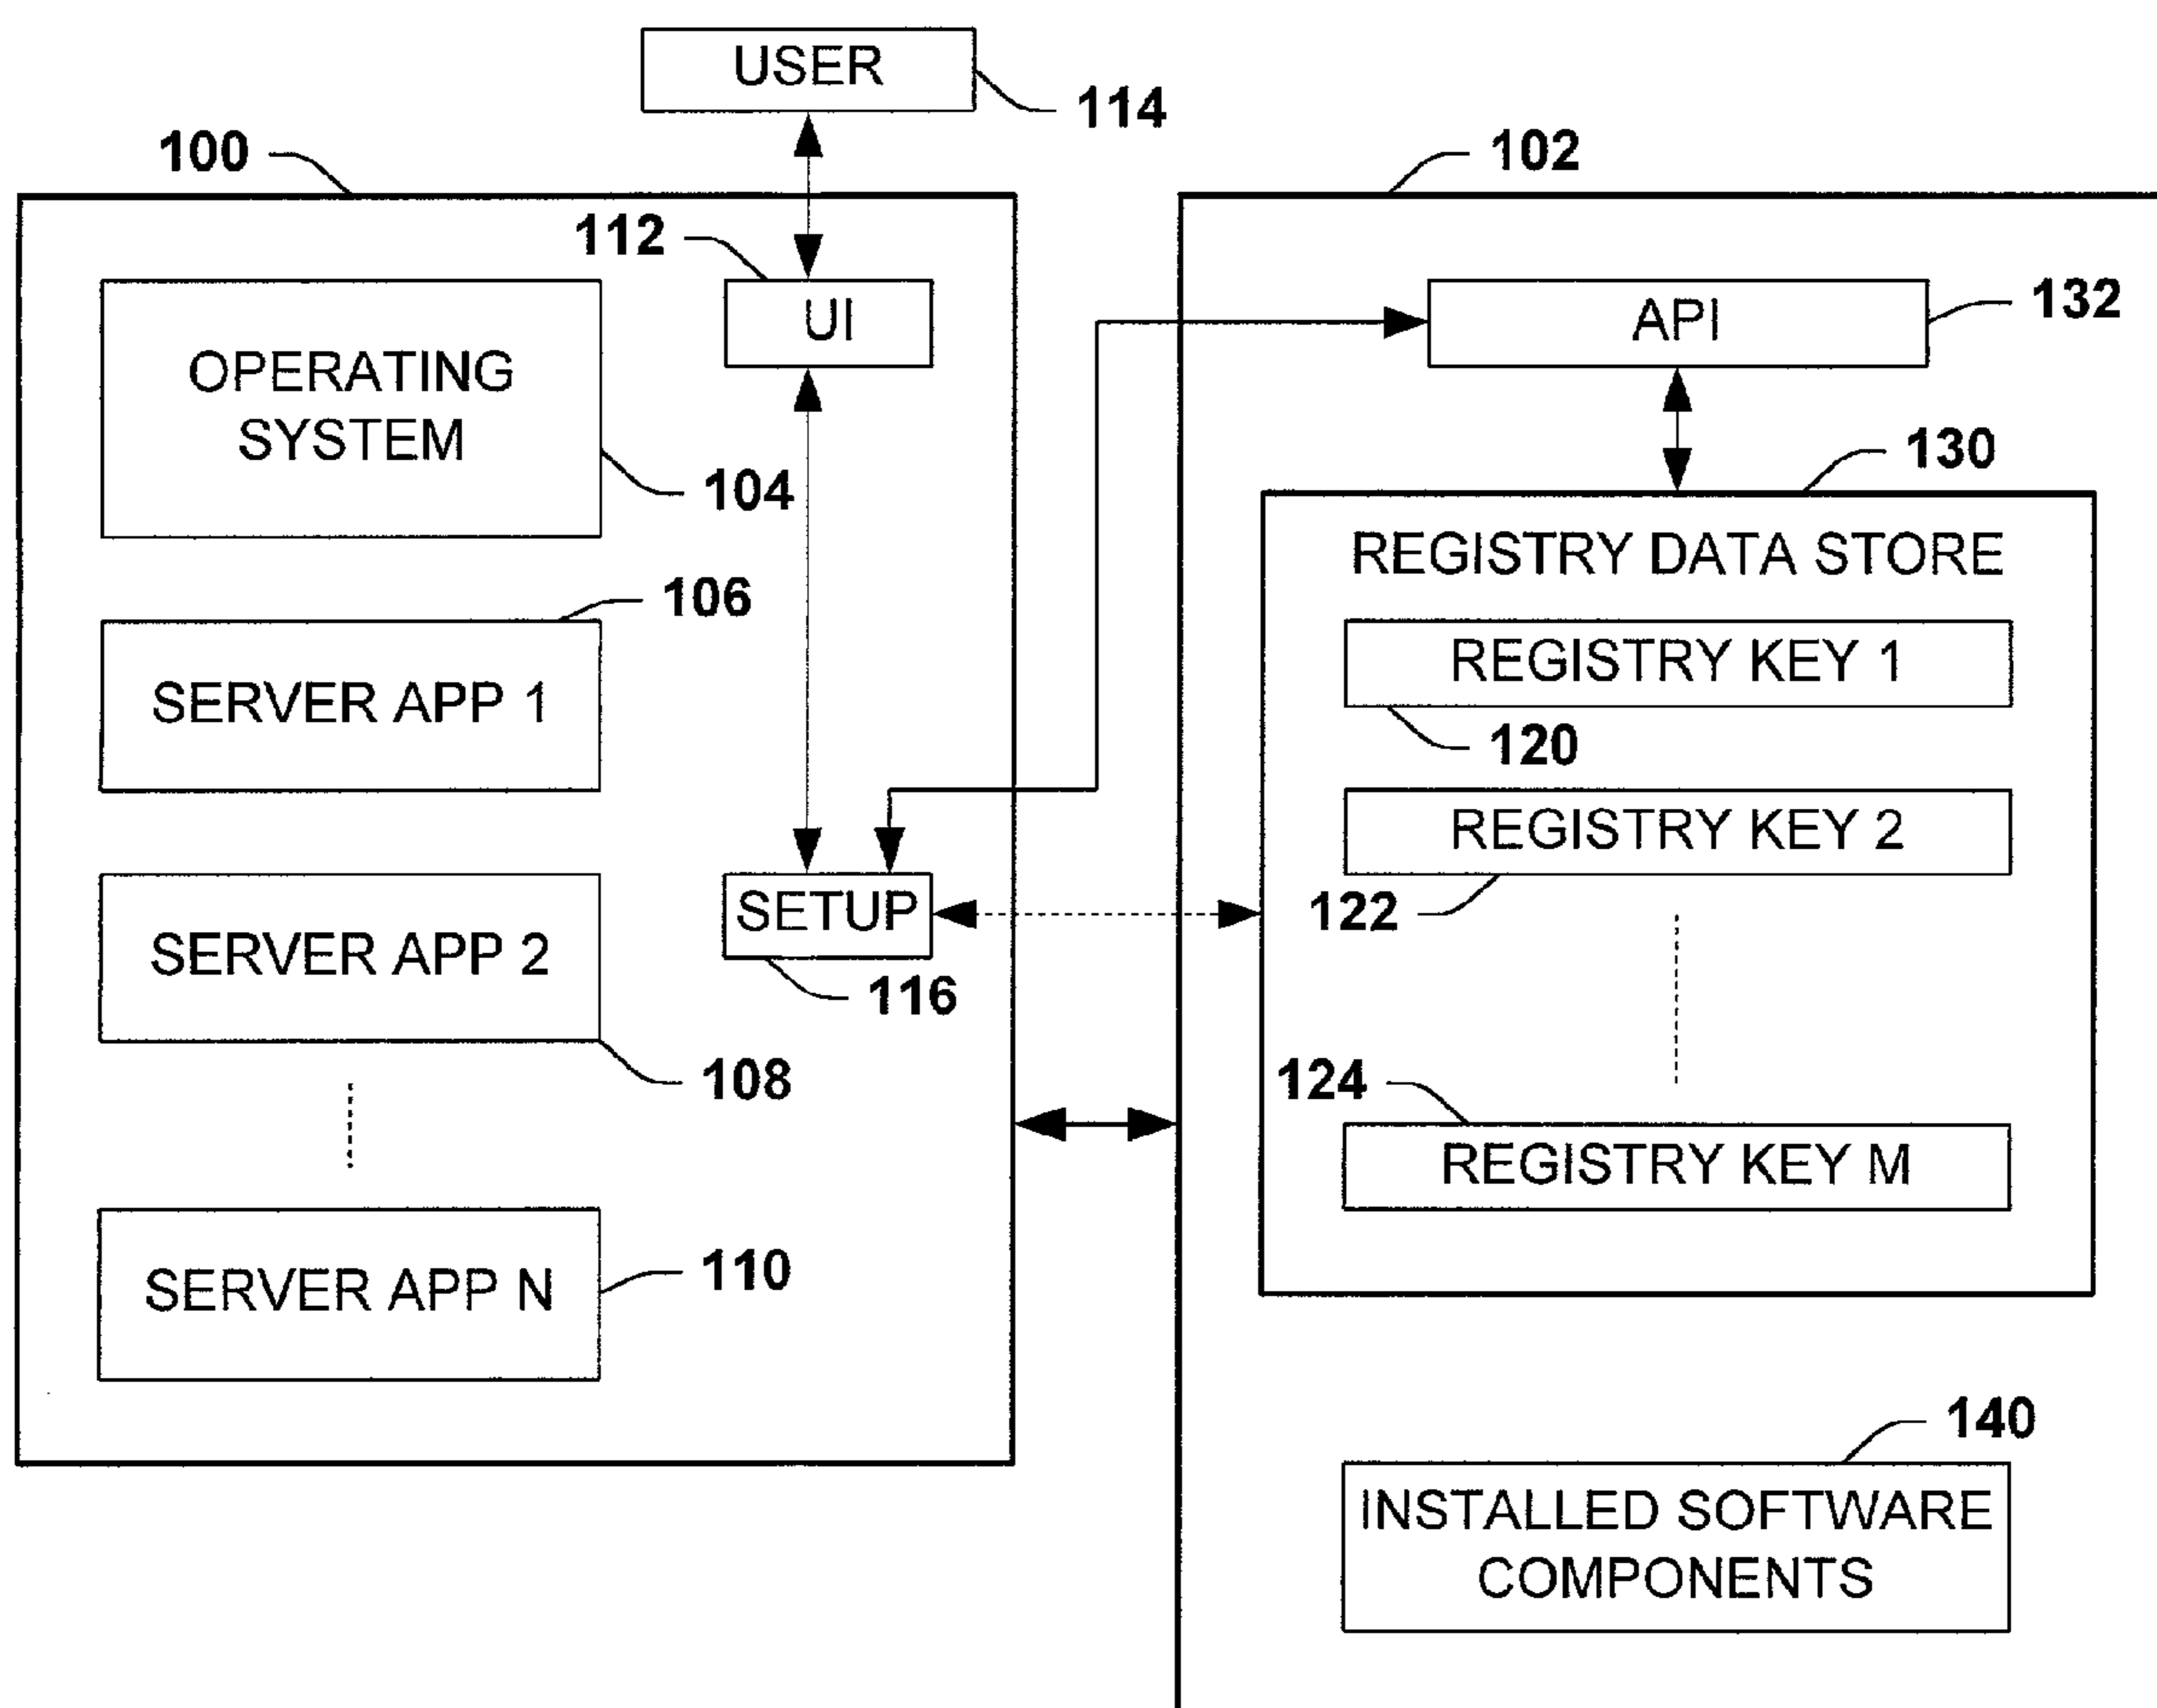 USER
114
100
102
112
UI
API
132
OPERATING
SYSTEM
104
130
REGISTRY DATA STORE
106
SERVER APP 1
REGISTRY KEY 1
120
REGISTRY KEY 2
SETUP
122
SERVER APP 2
116
108
124
REGISTRY KEY M
SERVER APP N
110
140
INSTALLED SOFTWARE
COMPONENTS